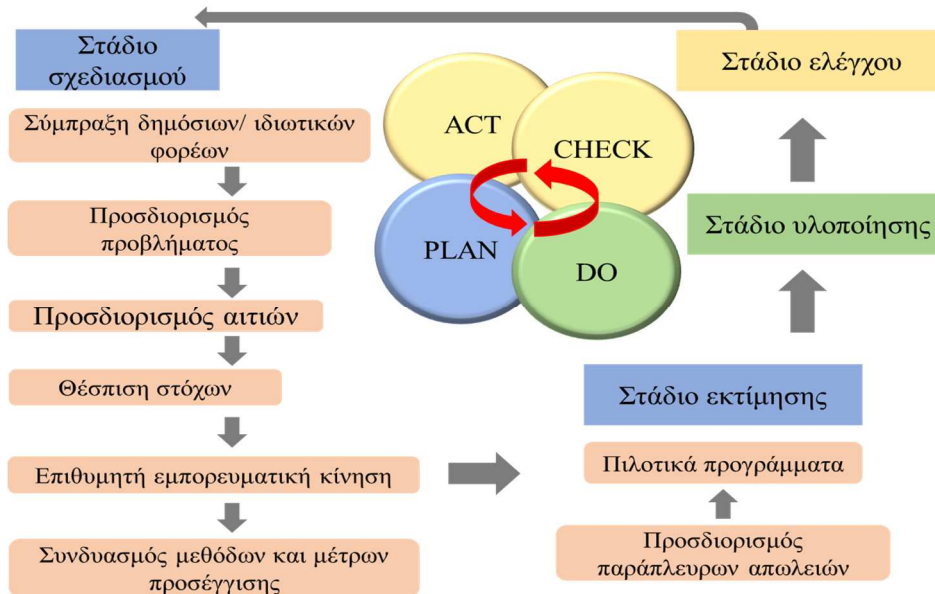 Στάδιο
σχεδιασμού
Σύμπραξη δημόσιων/ ιδιωτικών
φορέων
Προσδιορισμός
προβλήματος
Προσδιορισμός αιτιών
Θέσπιση στόχων
Επιθυμητή εμπορευματική κίνηση
Συνδυασμός μεθόδων και μέτρων
προσέγγισης
ACT
CHECK
PLAN
DO
Στάδιο ελέγχου
Στάδιο υλοποίησης
Στάδιο εκτίμησης
Πιλοτικά προγράμματα
Προσδιορισμός
παράπλευρων απωλειών